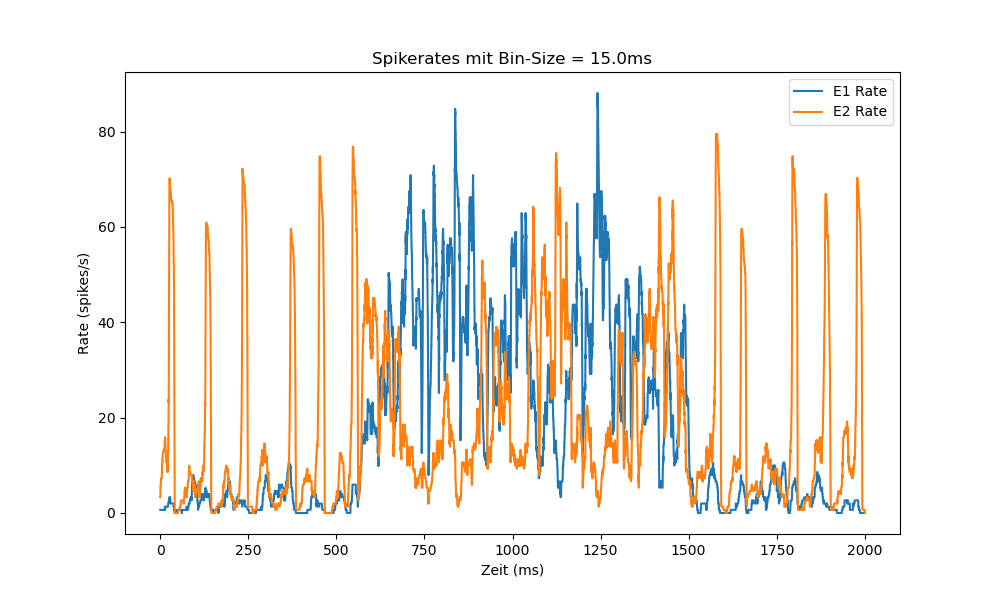 Spikerates mit Bin-Size = 15.0ms
E1 Rate
E2 Rate
80
60
40
20
0
Rate (spikes/s)
0 250 500 750 1000 1250 1500 1750 2000
Zeit (ms)